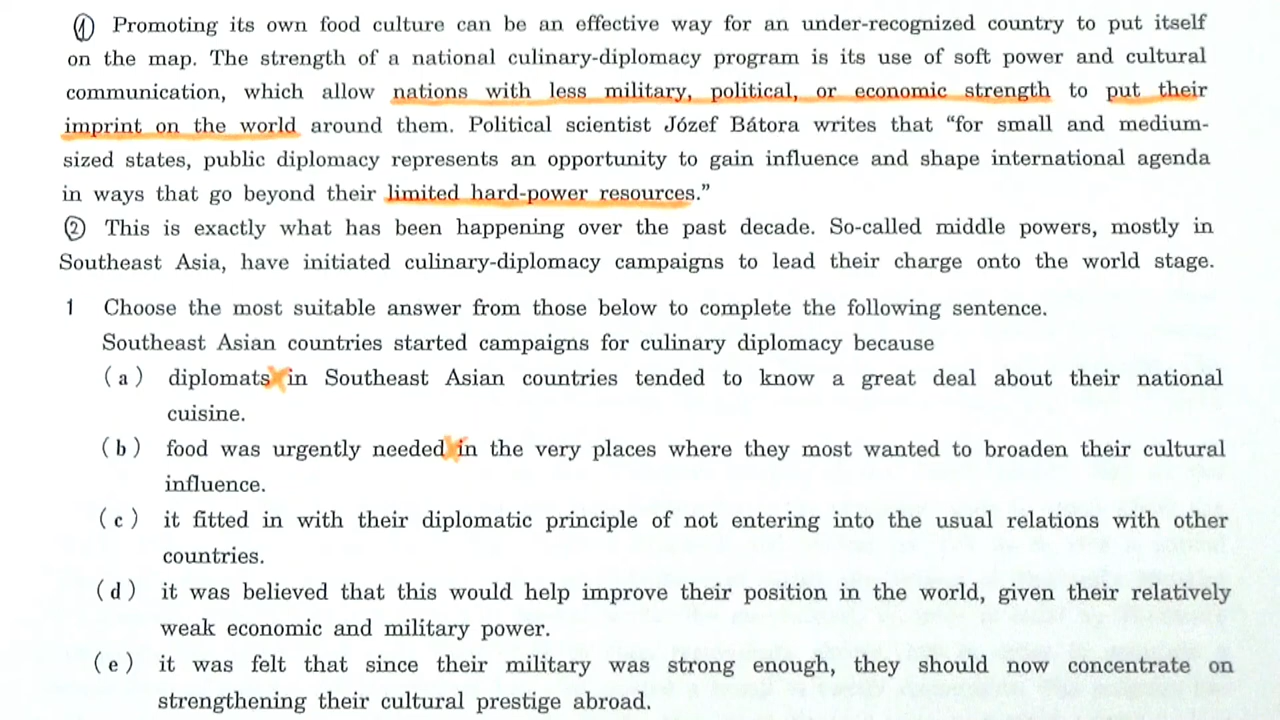 ① Promoting its own food culture can be an effective way for an under-recognized country to put itself
on the map. The strength of a national culinary-diplomacy program is its use of soft power and cultural
communication, which allow nations with less military, political, or economic strength to put their
imprint on the world around them. Political scientist Józef Bátora writes that “for small and medium-
sized states, public diplomacy represents an opportunity to gain influence and shape international agenda
in ways that go beyond their limited hard-power resources.”
② This is exactly what has been happening over the past decade. So-called middle powers, mostly in
Southeast Asia, have initiated culinary-diplomacy campaigns to lead their charge onto the world stage.
1 Choose the most suitable answer from those below to complete the following sentence.
Southeast Asian countries started campaigns for culinary diplomacy because
(a) diplomats in Southeast Asian countries tended to know a great deal about their national
cuisine.
(b) food was urgently needed in the very places where they most wanted to broaden their cultural
influence.
(c) it fitted in with their diplomatic principle of not entering into the usual relations with other
countries.
(d) it was believed that this would help improve their position in the world, given their relatively
weak economic and military power.
(e) it was felt that since their military was strong enough, they should now concentrate on
strengthening their cultural prestige abroad.